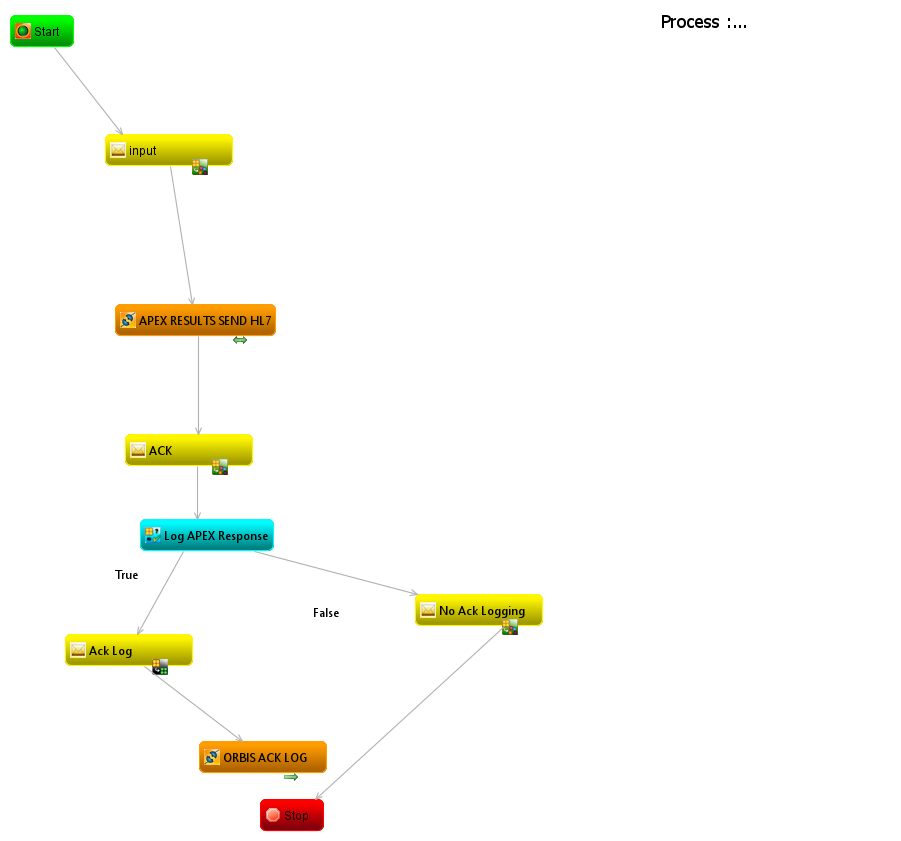 Start
Process :...
input
APEX RESULTS SEND HL7
ACK
Log APEX Response
True
False
No Ack Logging
Ack Log
ORBIS ACK LOG
Stop